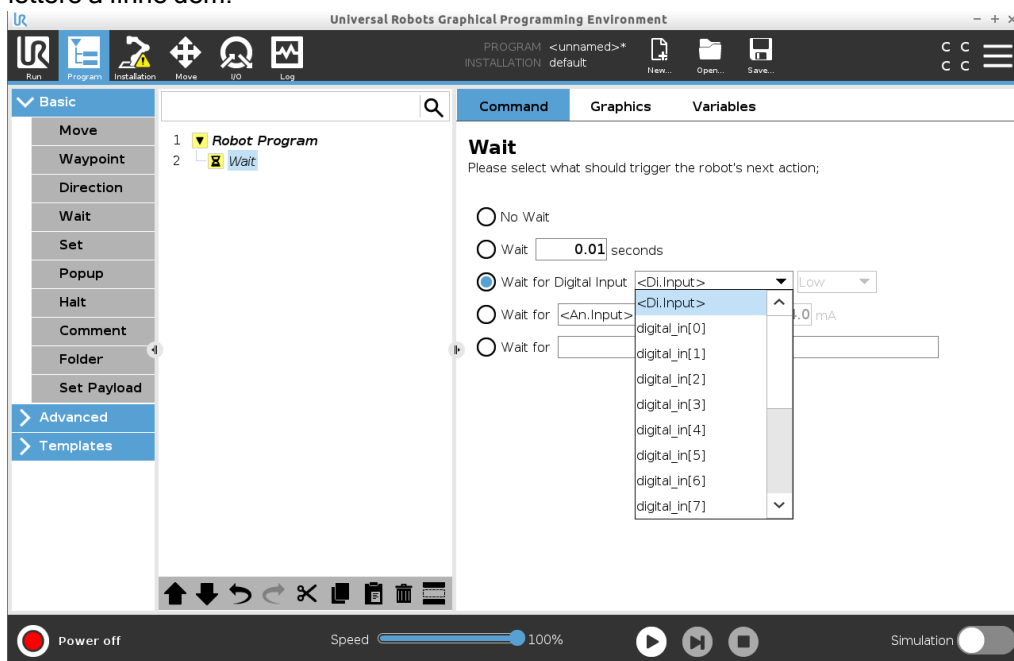 Universal Robots Graphical Programming Environment
UR
PROGRAM <unnamed>*
INSTALLATION default
Run Program Installation Move I/O Log
New... Open... Save...
C C
C C
Basic
Move
Waypoint
Direction
Wait
Set
Popup
Halt
Comment
Folder
Set Payload
Advanced
Templates
1 Robot Program
2 Wait
Command Graphics Variables
Wait
Please select what should trigger the robot's next action;
No Wait
Wait 0.01 seconds
Wait for Digital Input <Di.Input> Low
<Di.Input>
digital_in[0]
digital_in[1]
digital_in[2]
digital_in[3]
digital_in[4]
digital_in[5]
digital_in[6]
digital_in[7]
Wait for <An.Input> mA
Wait for
Power off
Speed 100%
Simulation